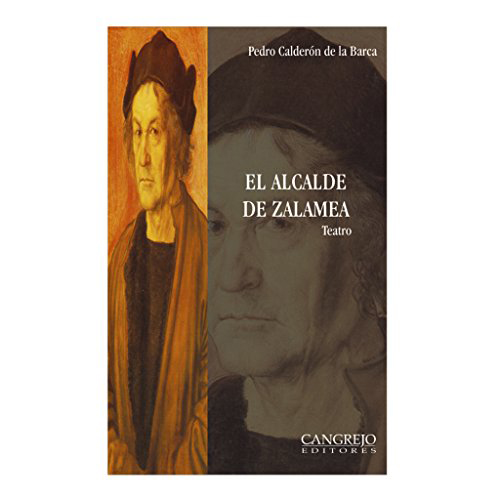 Pedro Calderón de la Barca
EL ALCALDE
DE ZALAMEA
Teatro
CANGREJO
EDITORES